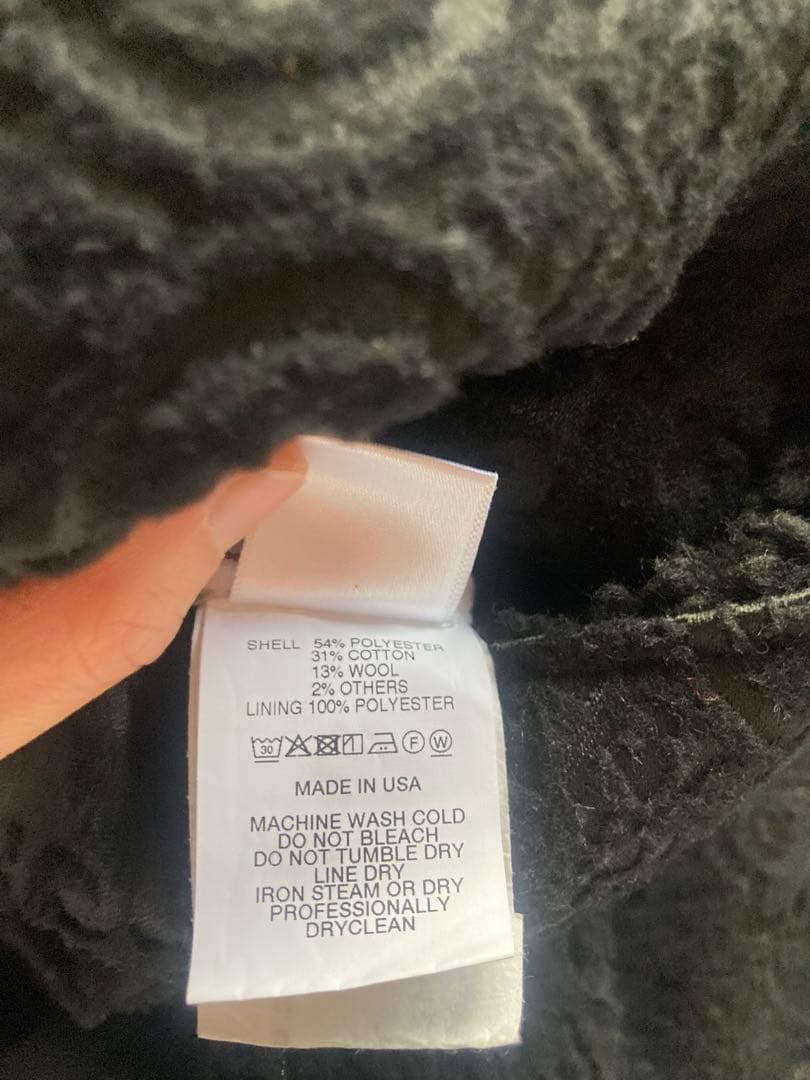 SHELL 54% POLYESTER
31% COTTON
13% WOOL
2% OTHERS
LINING 100% POLYESTER
30 F W
MADE IN USA
MACHINE WASH COLD
DO NOT BLEACH
DO NOT TUMBLE DRY
LINE DRY
IRON STEAM OR DRY
PROFESSIONALLY
DRYCLEAN